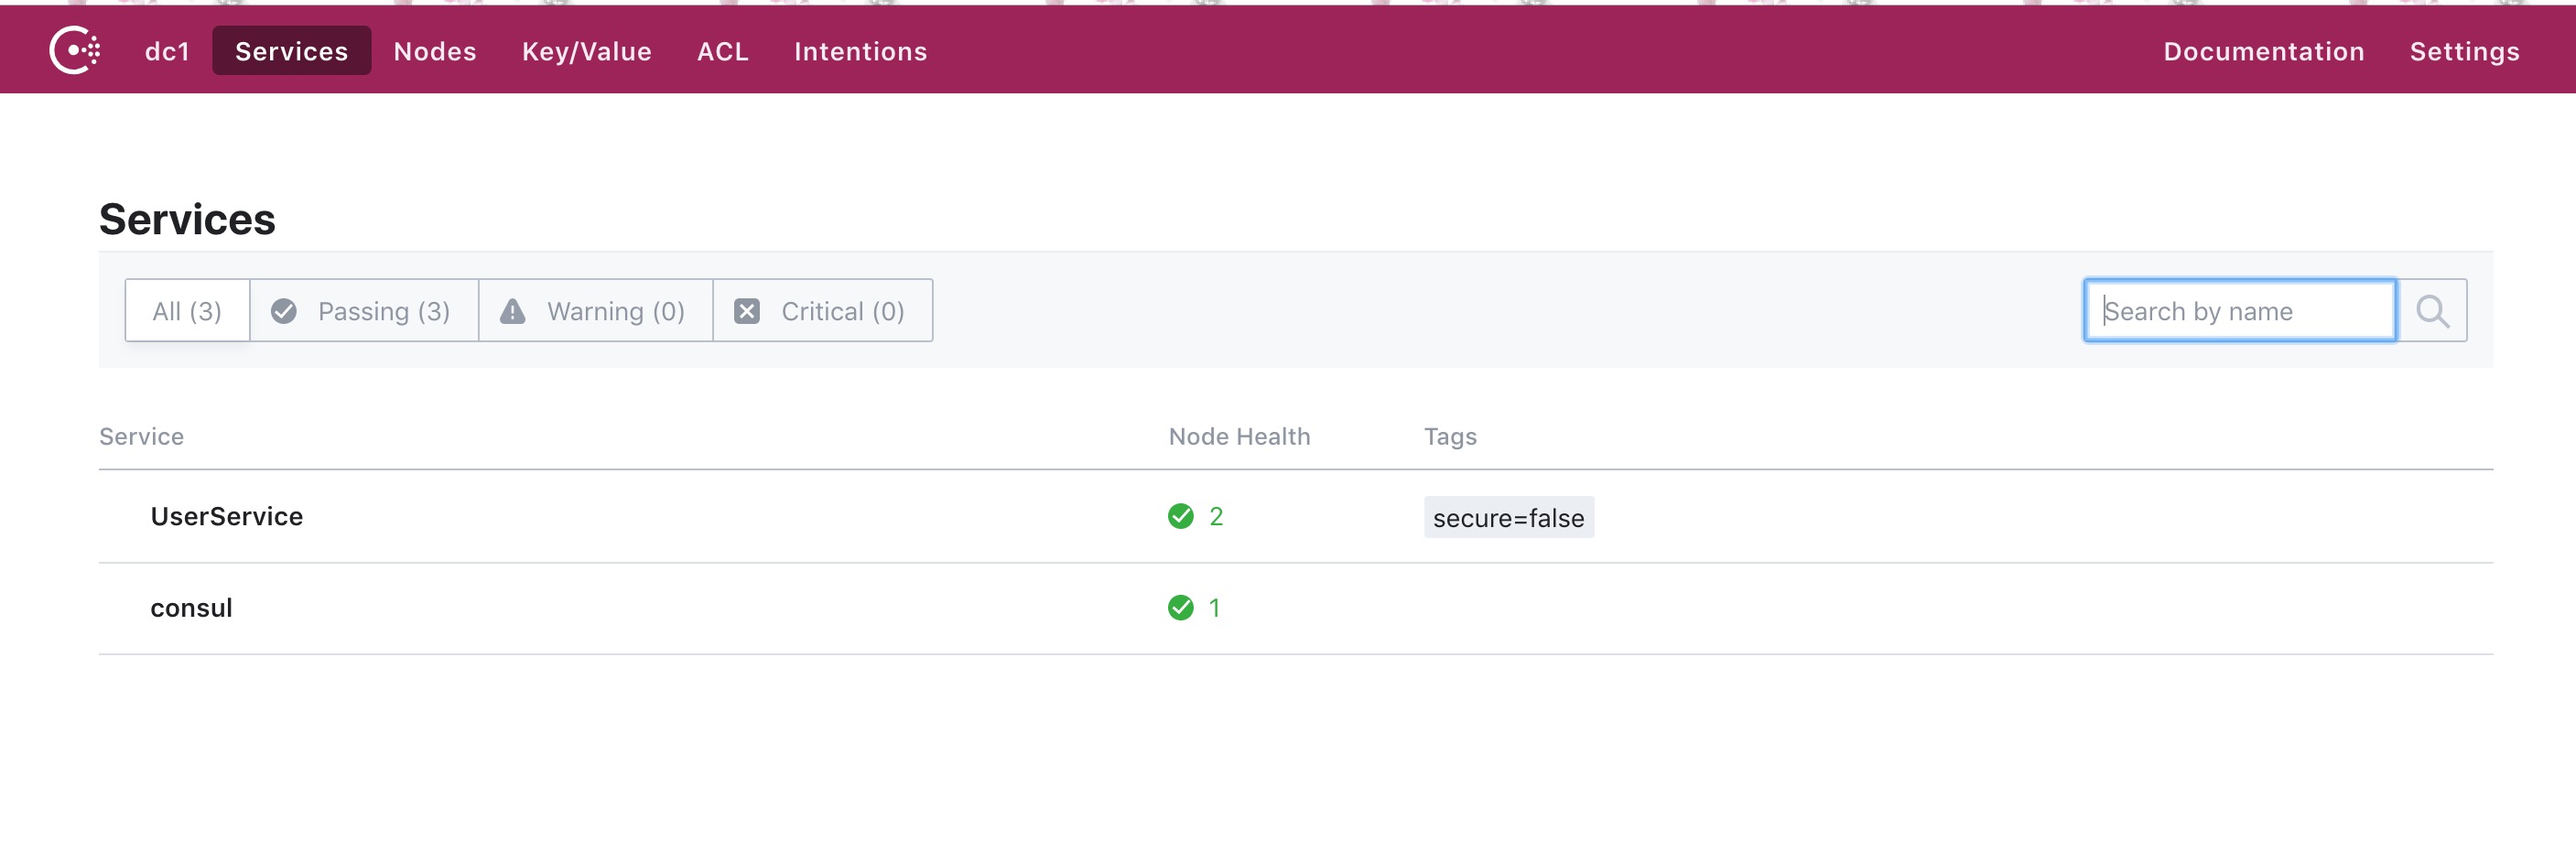 dc1 Services Nodes Key/Value ACL Intentions Documentation Settings
Services
All (3) Passing (3) Warning (0) Critical (0) Search by name
Service Node Health Tags
UserService 2 secure=false
consul 1